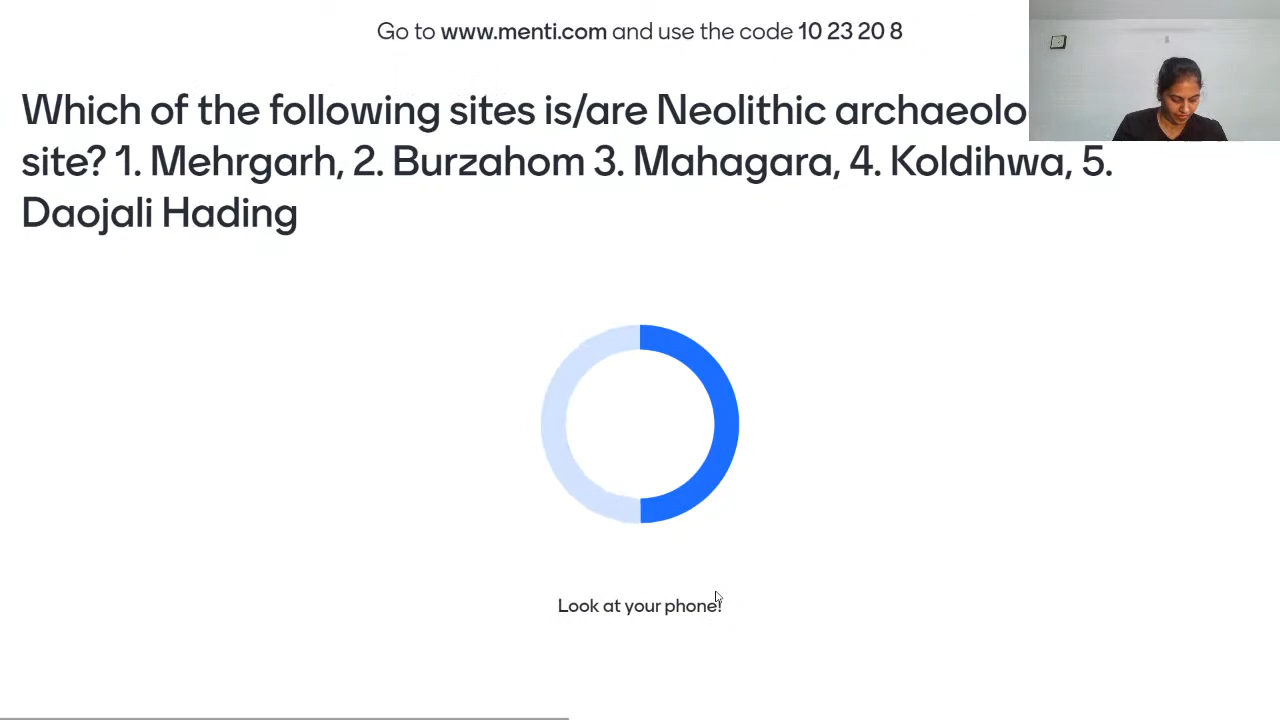 Go to www.menti.com and use the code 10 23 20 8
Which of the following sites is/are Neolithic
site? 1. Mehrgarh, 2. Burzahom 3. Mahagara, 4. Koldihwa, 5.
Daojali Hading
Look at your phone!